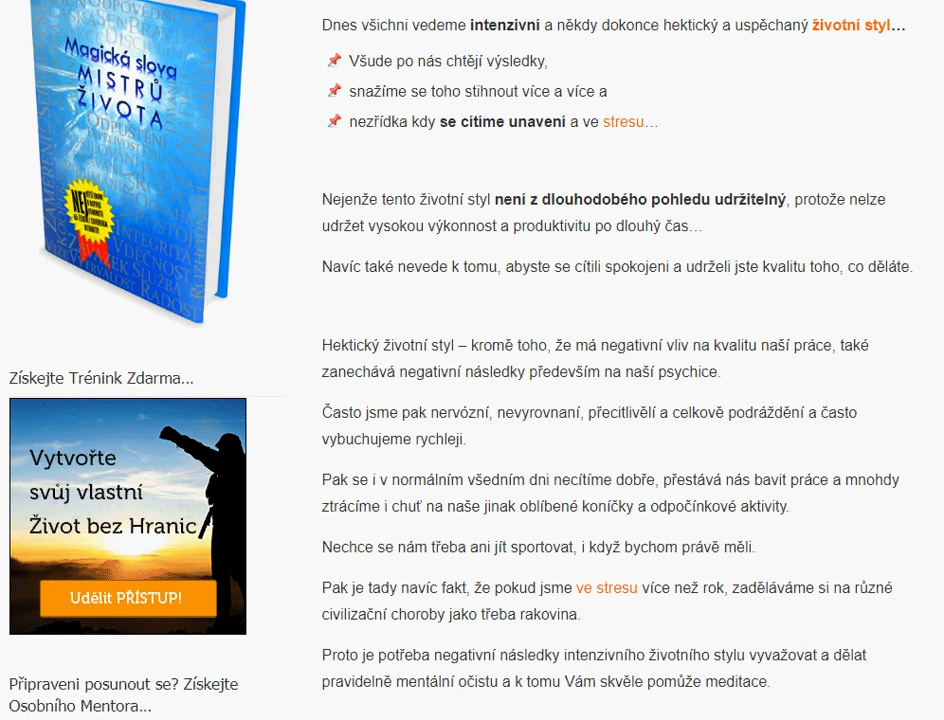 Magická slova
MISTRŮ
ŽIVOTA
ODPUŠTĚNÍ
INTEGRITA
VDĚČNOST
SLUŽBA
RADOST
NEJ
Získejte Trénink Zdarma...
Vytvořte
svůj vlastní
Život bez Hranic
Udělit PŘÍSTUP!
Připraveni posunout se? Získejte
Osobního Mentora...
Dnes všichni vedeme intenzivní a někdy dokonce hektický a uspěchaný životní styl…
Všude po nás chtějí výsledky,
snažíme se toho stihnout více a více a
nezřídka kdy se cítíme unavení a ve stresu…
Nejenže tento životní styl není z dlouhodobého pohledu udržitelný, protože nelze
udržet vysokou výkonnost a produktivitu po dlouhý čas…
Navíc také nevede k tomu, abyste se cítili spokojeni a udrželi jste kvalitu toho, co děláte.
Hektický životní styl – kromě toho, že má negativní vliv na kvalitu naší práce, také
zanechává negativní následky především na naší psychice.
Často jsme pak nervózní, nevyrovnaní, přecitlivělí a celkově podráždění a často
vybuchujeme rychleji.
Pak se i v normálním všedním dni necítíme dobře, přestává nás bavit práce a mnohdy
ztrácíme i chuť na naše jinak oblíbené koníčky a odpočínkové aktivity.
Nechce se nám třeba ani jít sportovat, i když bychom právě měli.
Pak je tady navíc fakt, že pokud jsme ve stresu více než rok, zaděláváme si na různé
civilizační choroby jako třeba rakovina.
Proto je potřeba negativní následky intenzivního životního stylu vyvažovat a dělat
pravidelně mentální očistu a k tomu Vám skvěle pomůže meditace.